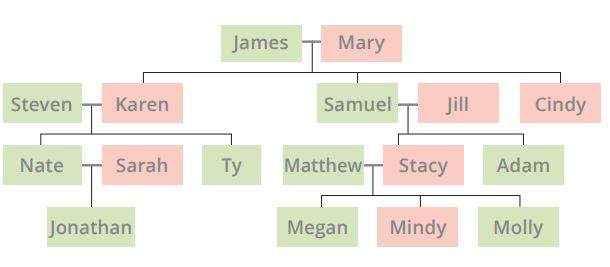 James Mary
Steven Karen Samuel Jill Cindy
Nate Sarah Ty Matthew Stacy Adam
Jonathan Megan Mindy Molly